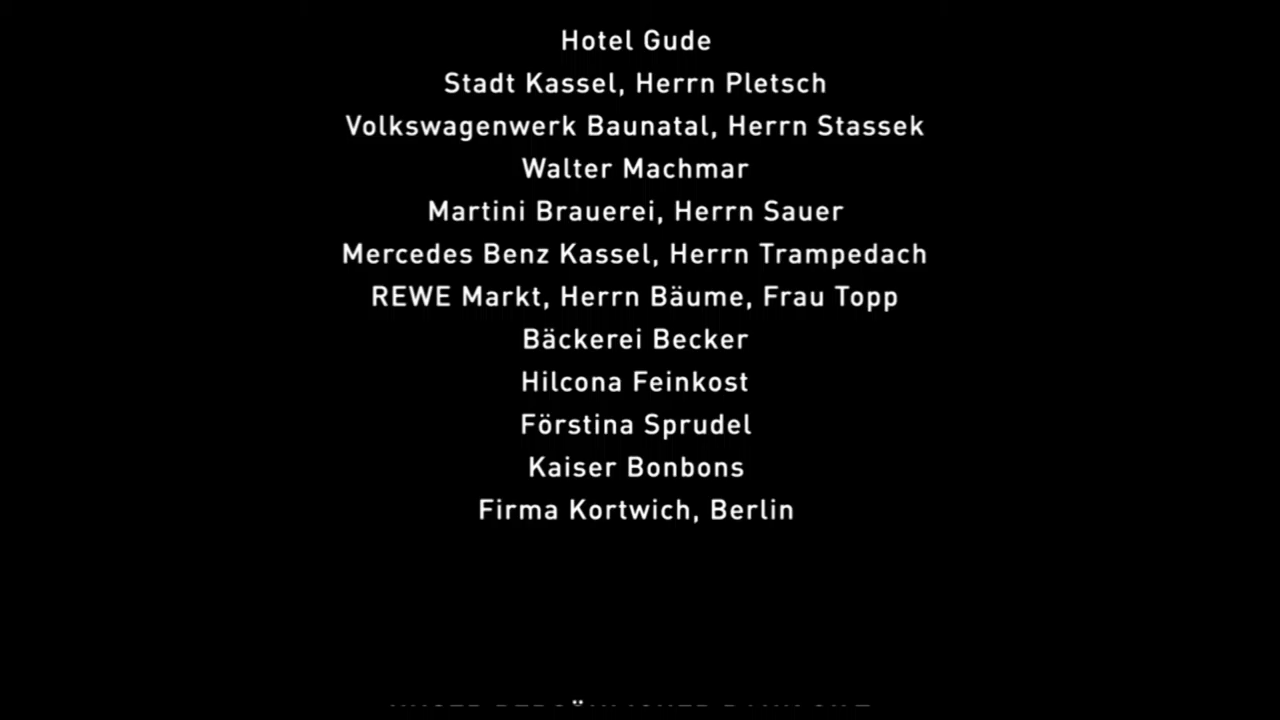 Hotel Gude
Stadt Kassel, Herrn Pletsch
Volkswagenwerk Baunatal, Herrn Stassek
Walter Machmar
Martini Brauerei, Herrn Sauer
Mercedes Benz Kassel, Herrn Trampedach
REWE Markt, Herrn Bäume, Frau Topp
Bäckerei Becker
Hilcona Feinkost
Förstina Sprudel
Kaiser Bonbons
Firma Kortwich, Berlin